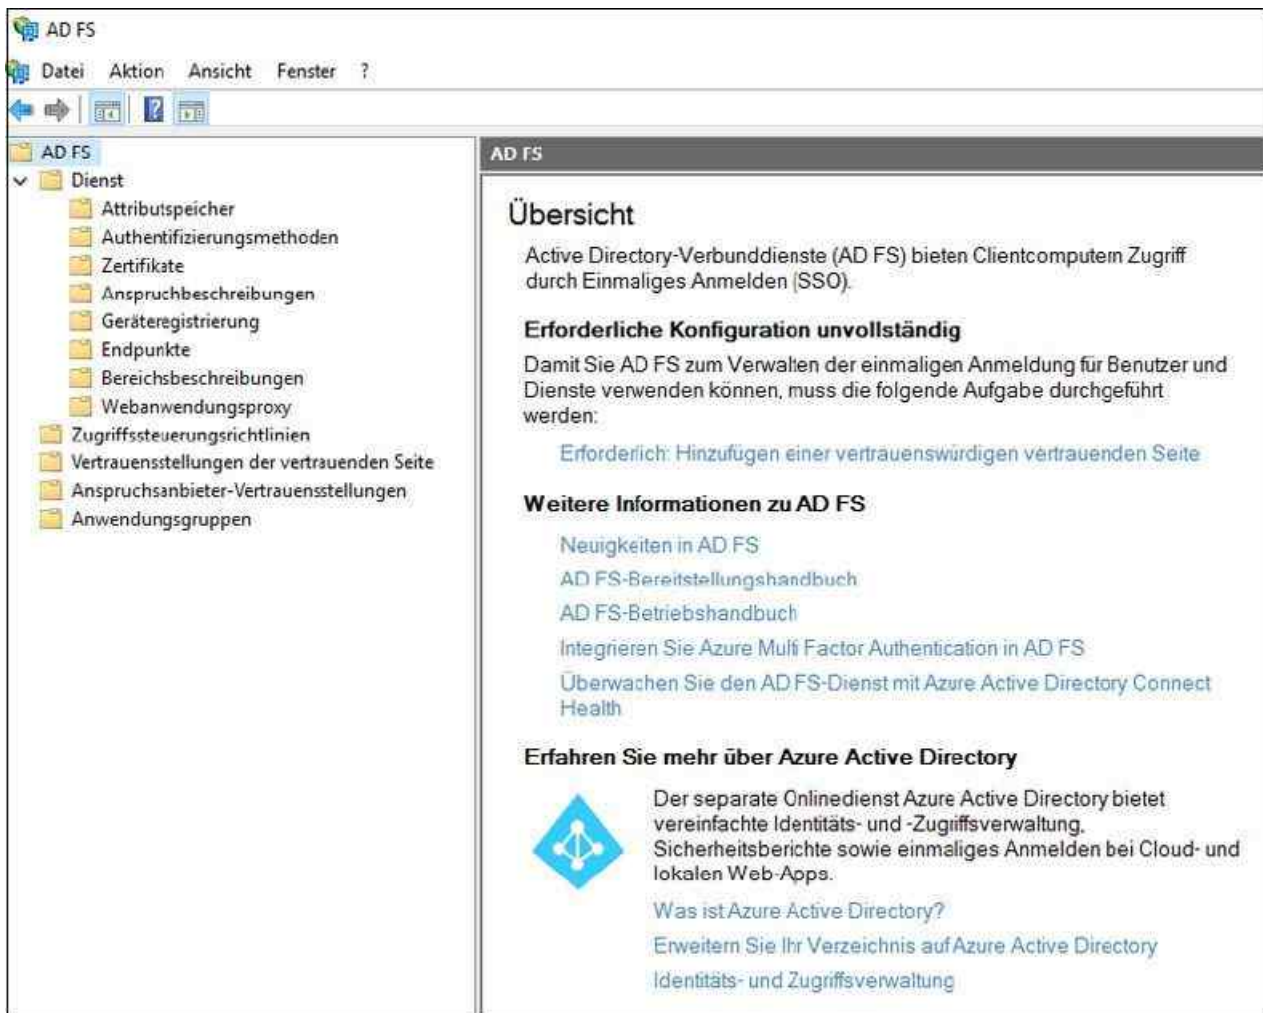 AD FS
Datei Aktion Ansicht Fenster ?
AD FS
Dienst
Attributspeicher
Authentifizierungsmethoden
Zertifikate
Anspruchbeschreibungen
Geräteregistrierung
Endpunkte
Bereichsbeschreibungen
Webanwendungsproxy
Zugriffssteuerungsrichtlinien
Vertrauensstellungen der vertrauenden Seite
Anspruchsanbieter-Vertrauensstellungen
Anwendungsgruppen
AD FS
Übersicht
Active Directory-Verbunddienste (AD FS) bieten Clientcomputern Zugriff
durch Einmaliges Anmelden (SSO).
Erforderliche Konfiguration unvollständig
Damit Sie AD FS zum Verwalten der einmaligen Anmeldung für Benutzer und
Dienste verwenden können, muss die folgende Aufgabe durchgeführt
werden:
Erforderlich: Hinzufügen einer vertrauenswürdigen vertrauenden Seite
Weitere Informationen zu AD FS
Neuigkeiten in AD FS
AD FS-Bereitstellungshandbuch
AD FS-Betriebshandbuch
Integrieren Sie Azure Multi Factor Authentication in AD FS
Überwachen Sie den AD FS-Dienst mit Azure Active Directory Connect
Health
Erfahren Sie mehr über Azure Active Directory
Der separate Onlinedienst Azure Active Directory bietet
vereinfachte Identitäts- und -Zugriffsverwaltung,
Sicherheitsberichte sowie einmaliges Anmelden bei Cloud- und
lokalen Web-Apps.
Was ist Azure Active Directory?
Erweitern Sie Ihr Verzeichnis auf Azure Active Directory
Identitäts- und Zugriffsverwaltung